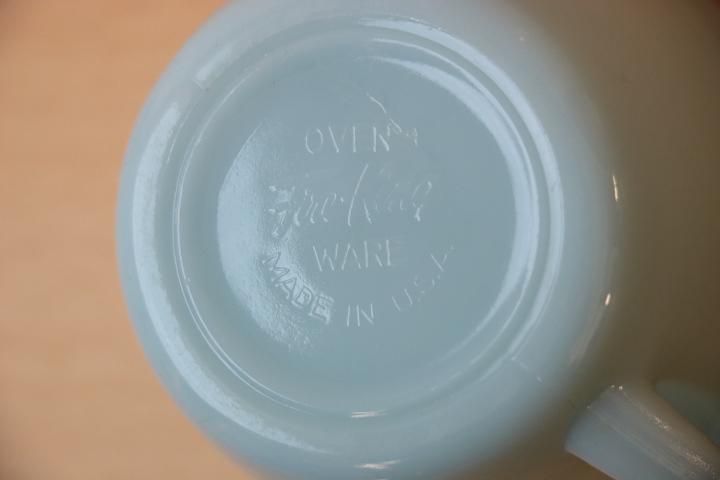 OVEN
Fire-King
WARE
MADE IN U.S.A.